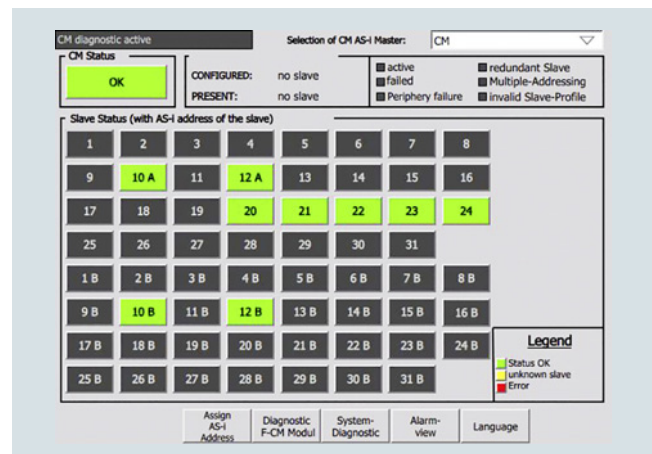 CM diagnostic active
Selection of CM AS-i Master:
CM
CM Status
OK
CONFIGURED: no slave
PRESENT: no slave
active
failed
Periphery failure
redundant Slave
Multiple-Addressing
invalid Slave-Profile
Slave Status (with AS-i address of the slave)
1 2 3 4 5 6 7 8
9 10 A 11 12 A 13 14 15 16
17 18 19 20 21 22 23 24
25 26 27 28 29 30 31
1 B 2 B 3 B 4 B 5 B 6 B 7 B 8 B
9 B 10 B 11 B 12 B 13 B 14 B 15 B 16 B
17 B 18 B 19 B 20 B 21 B 22 B 23 B 24 B
25 B 26 B 27 B 28 B 29 B 30 B 31 B
Legend
Status OK
unknown slave
Error
Assign
AS-i
Address
Diagnostic
F-CM Modul
System-
Diagnostic
Alarm-
view
Language